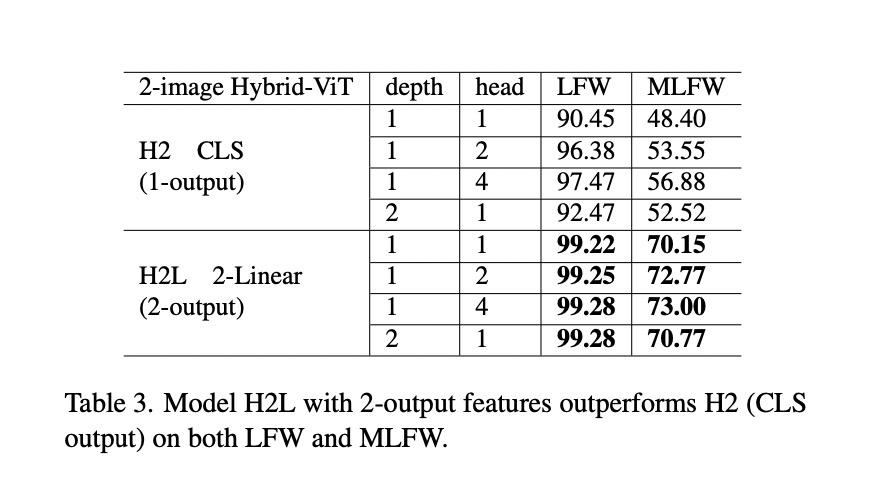 2-image Hybrid-ViT depth head LFW MLFW
1 1 90.45 48.40
H2 CLS 1 2 96.38 53.55
(1-output) 1 4 97.47 56.88
2 1 92.47 52.52
1 1 99.22 70.15
H2L 2-Linear 1 2 99.25 72.77
(2-output) 1 4 99.28 73.00
2 1 99.28 70.77
Table 3. Model H2L with 2-output features outperforms H2 (CLS
output) on both LFW and MLFW.